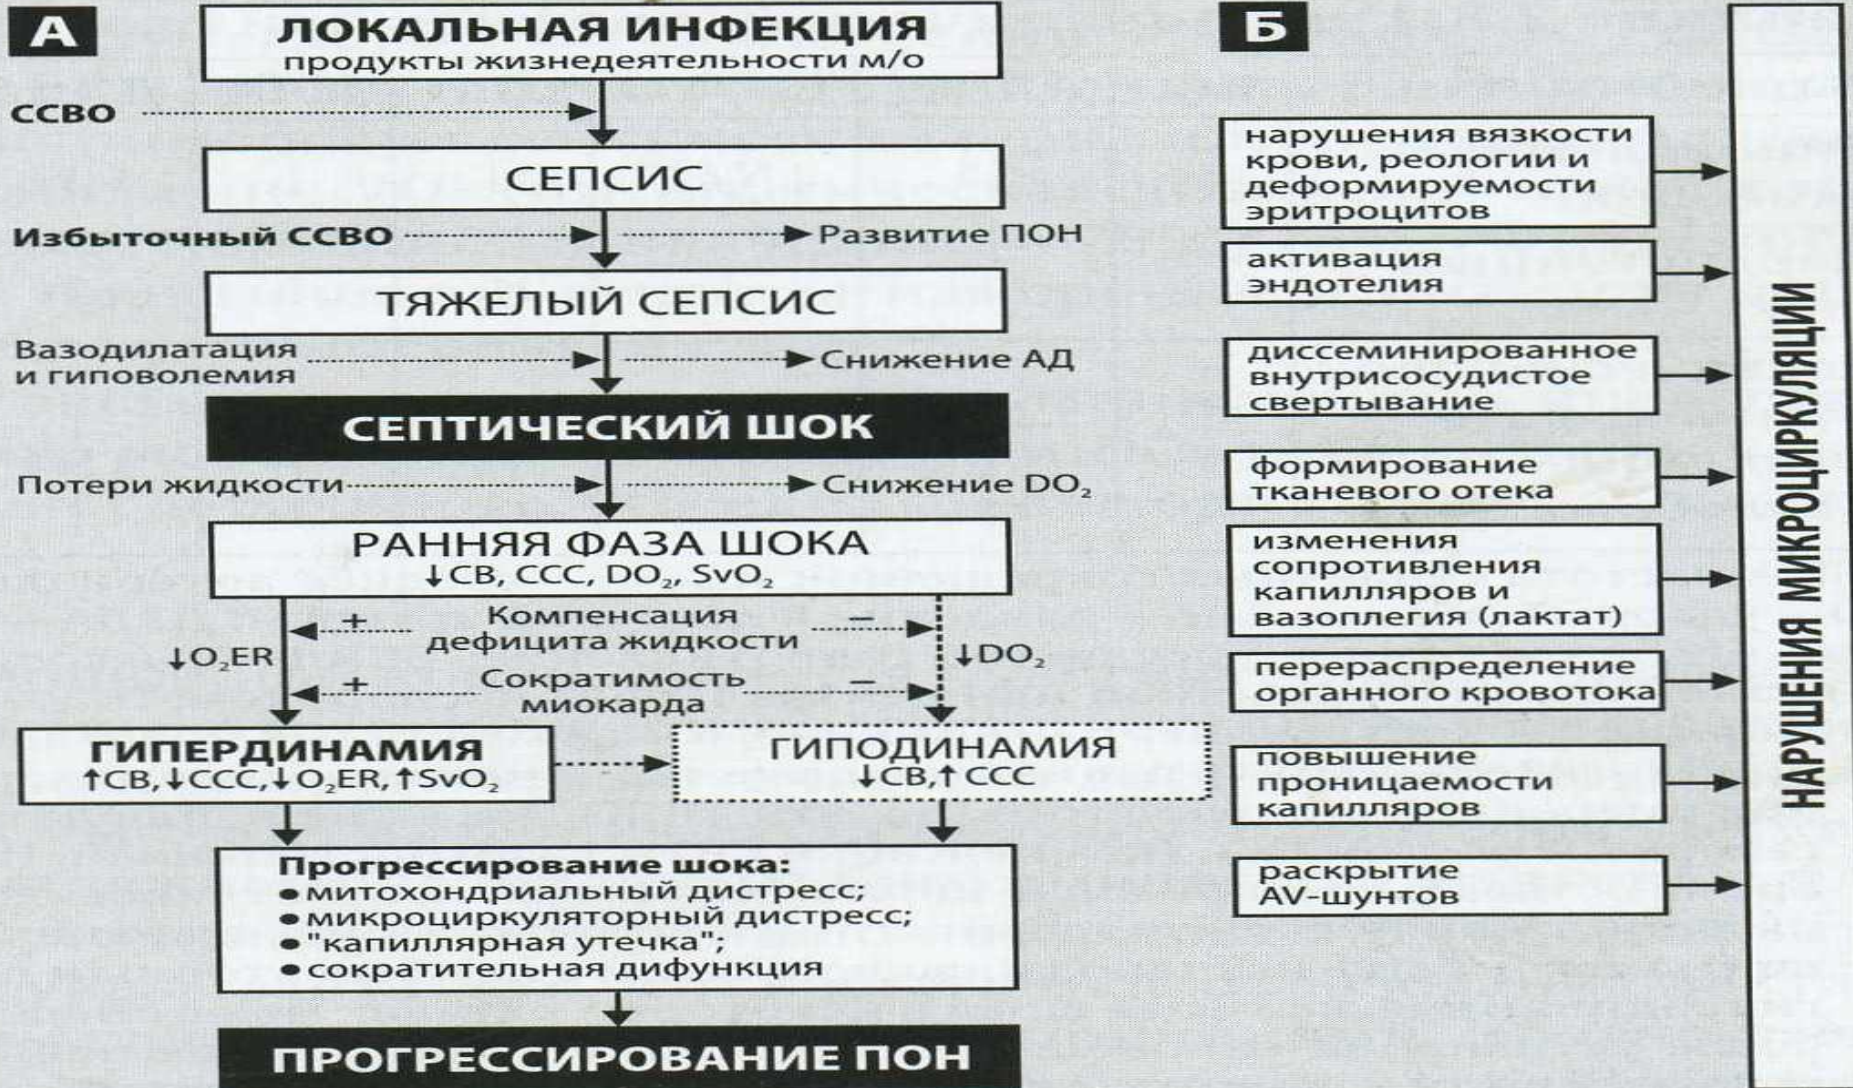 А
ЛОКАЛЬНАЯ ИНФЕКЦИЯ
продукты жизнедеятельности м/о
ССВО
СЕПСИС
Избыточный ССВО
Развитие ПОН
ТЯЖЕЛЫЙ СЕПСИС
Вазодилатация
и гиповолемия
Снижение АД
СЕПТИЧЕСКИЙ ШОК
Потери жидкости
Снижение DO₂
РАННЯЯ ФАЗА ШОКА
↓СВ, ССС, DO₂, SvO₂
+ Компенсация −
дефицита жидкости
↓O₂ER
↓DO₂
+ Сократимость −
миокарда
ГИПЕРДИНАМИЯ
↑СВ,↓ССС,↓O₂ER,↑SvO₂
ГИПОДИНАМИЯ
↓СВ,↑ССС
Прогрессирование шока:
●митохондриальный дистресс;
●микроциркуляторный дистресс;
●"капиллярная утечка";
●сократительная дифункция
ПРОГРЕССИРОВАНИЕ ПОН
Б
нарушения вязкости
крови, реологии и
деформируемости
эритроцитов
активация
эндотелия
диссеминированное
внутрисосудистое
свертывание
формирование
тканевого отека
изменения
сопротивления
капилляров и
вазоплегия (лактат)
перераспределение
органного кровотока
повышение
проницаемости
капилляров
раскрытие
AV-шунтов
НАРУШЕНИЯ МИКРОЦИРКУЛЯЦИИ